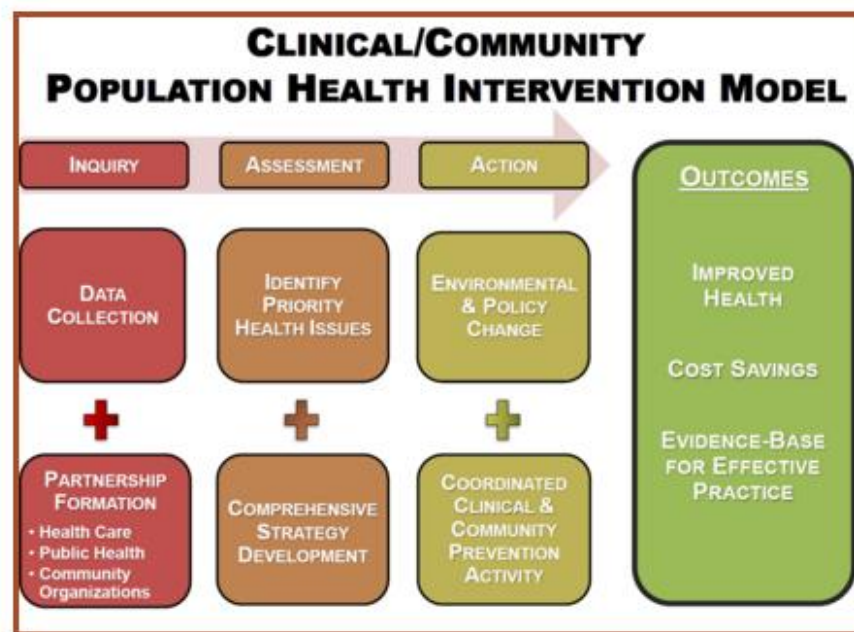 CLINICAL/COMMUNITY
POPULATION HEALTH INTERVENTION MODEL
INQUIRY
ASSESSMENT
ACTION
OUTCOMES
DATA
COLLECTION
IDENTIFY
PRIORITY
HEALTH ISSUES
ENVIRONMENTAL
& POLICY
CHANGE
IMPROVED
HEALTH
COST SAVINGS
EVIDENCE-BASE
FOR EFFECTIVE
PRACTICE
PARTNERSHIP
FORMATION
• Health Care
• Public Health
• Community
Organizations
COMPREHENSIVE
STRATEGY
DEVELOPMENT
COORDINATED
CLINICAL &
COMMUNITY
PREVENTION
ACTIVITY